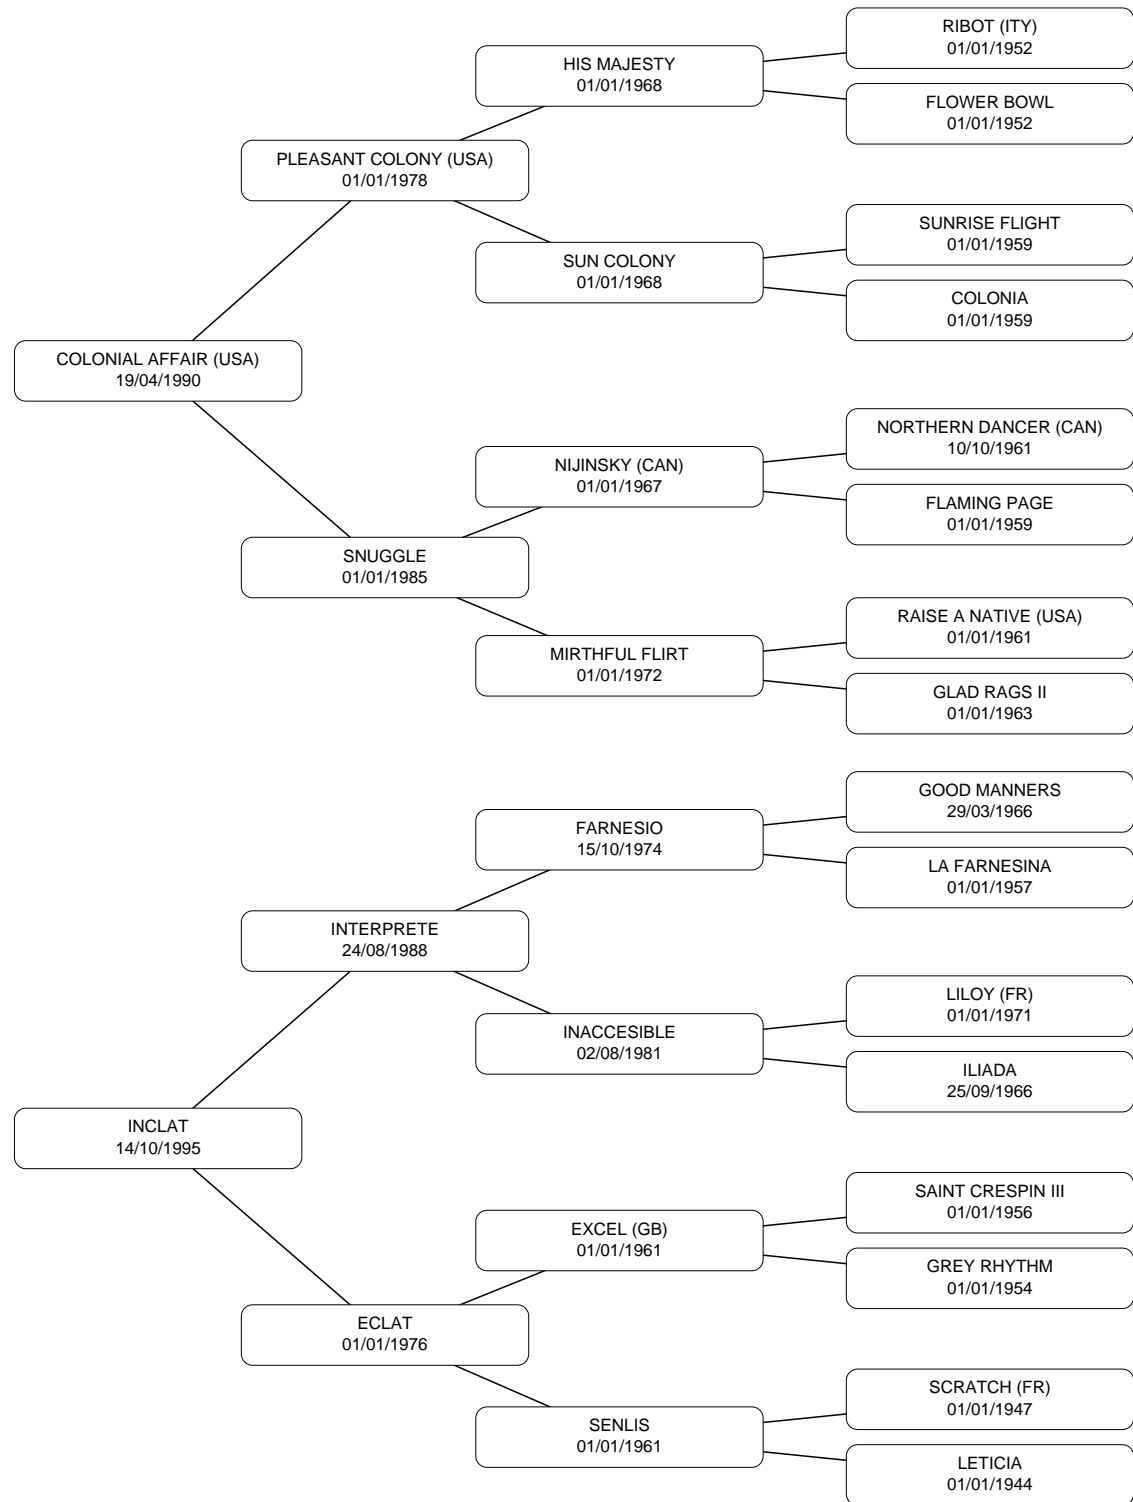 RIBOT (ITY)
01/01/1952
HIS MAJESTY
01/01/1968
FLOWER BOWL
01/01/1952
PLEASANT COLONY (USA)
01/01/1978
SUNRISE FLIGHT
01/01/1959
SUN COLONY
01/01/1968
COLONIA
01/01/1959
COLONIAL AFFAIR (USA)
19/04/1990
NORTHERN DANCER (CAN)
10/10/1961
NIJINSKY (CAN)
01/01/1967
FLAMING PAGE
01/01/1959
SNUGGLE
01/01/1985
RAISE A NATIVE (USA)
01/01/1961
MIRTHFUL FLIRT
01/01/1972
GLAD RAGS II
01/01/1963
GOOD MANNERS
29/03/1966
FARNESIO
15/10/1974
LA FARNESINA
01/01/1957
INTERPRETE
24/08/1988
LILOY (FR)
01/01/1971
INACCESIBLE
02/08/1981
ILIADA
25/09/1966
INCLAT
14/10/1995
SAINT CRESPIN III
01/01/1956
EXCEL (GB)
01/01/1961
GREY RHYTHM
01/01/1954
ECLAT
01/01/1976
SCRATCH (FR)
01/01/1947
SENLIS
01/01/1961
LETICIA
01/01/1944